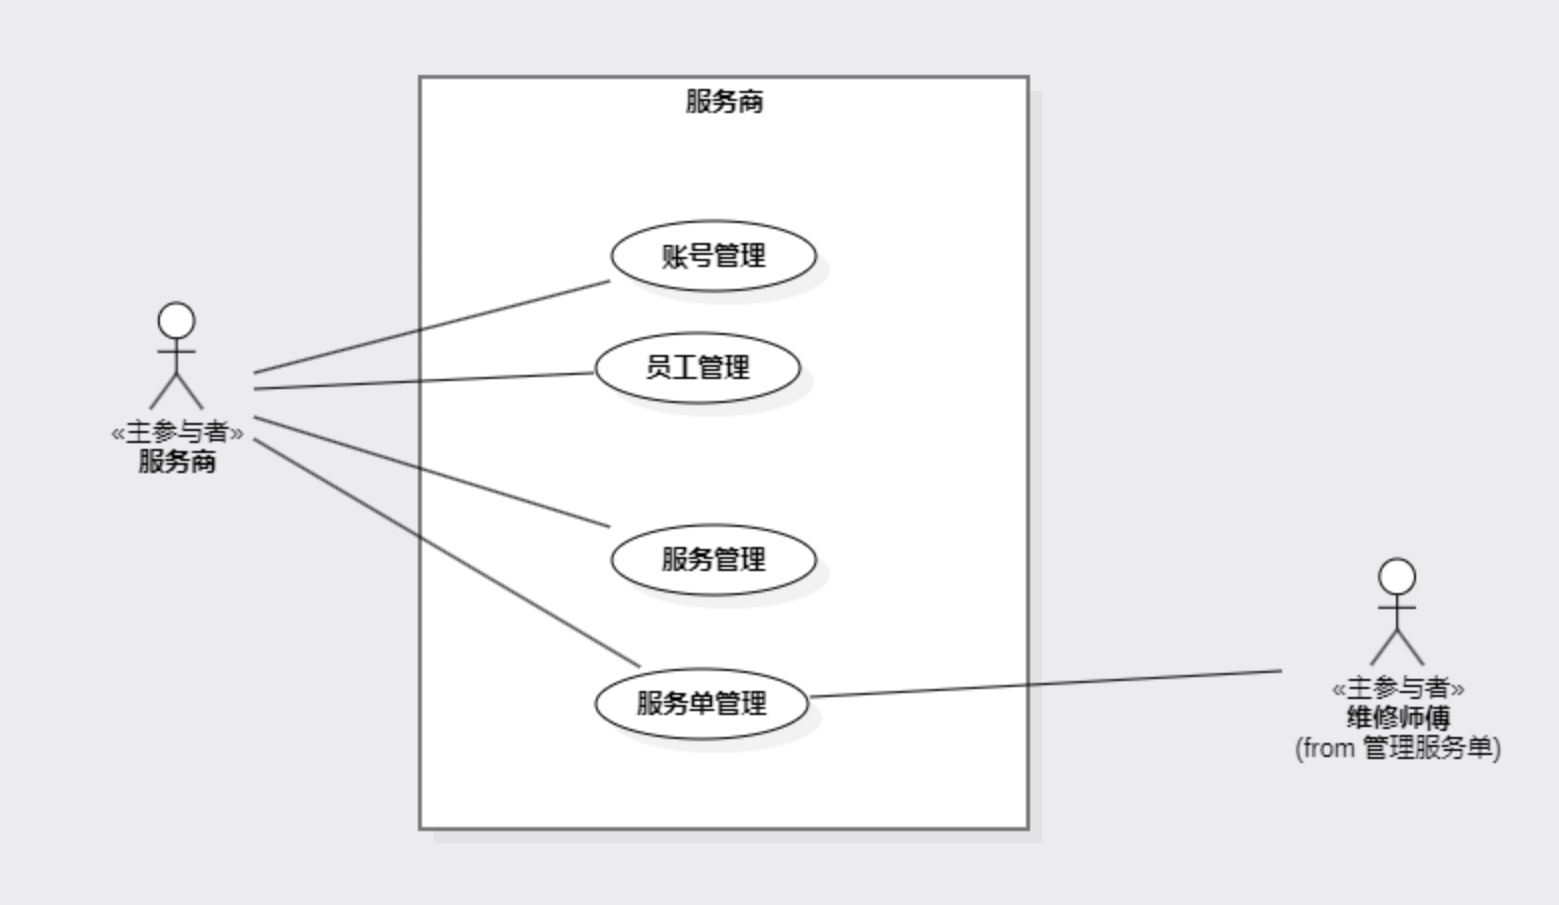 服务商
账号管理
员工管理
«主参与者»
服务商
服务管理
服务单管理
«主参与者»
维修师傅
(from 管理服务单)